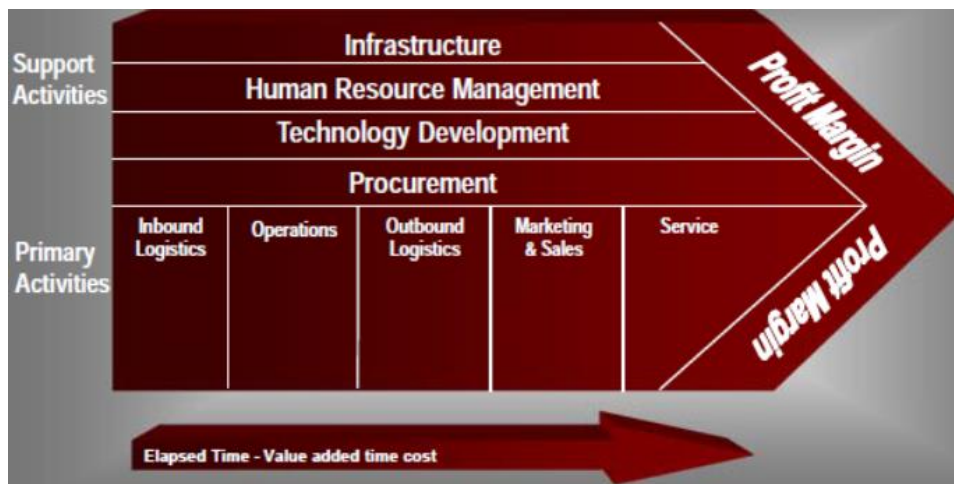 Support
Activities
Infrastructure
Human Resource Management
Technology Development
Procurement
Profit Margin
Primary
Activities
Inbound
Logistics
Operations
Outbound
Logistics
Marketing
& Sales
Service
Profit Margin
Elapsed Time - Value added time cost